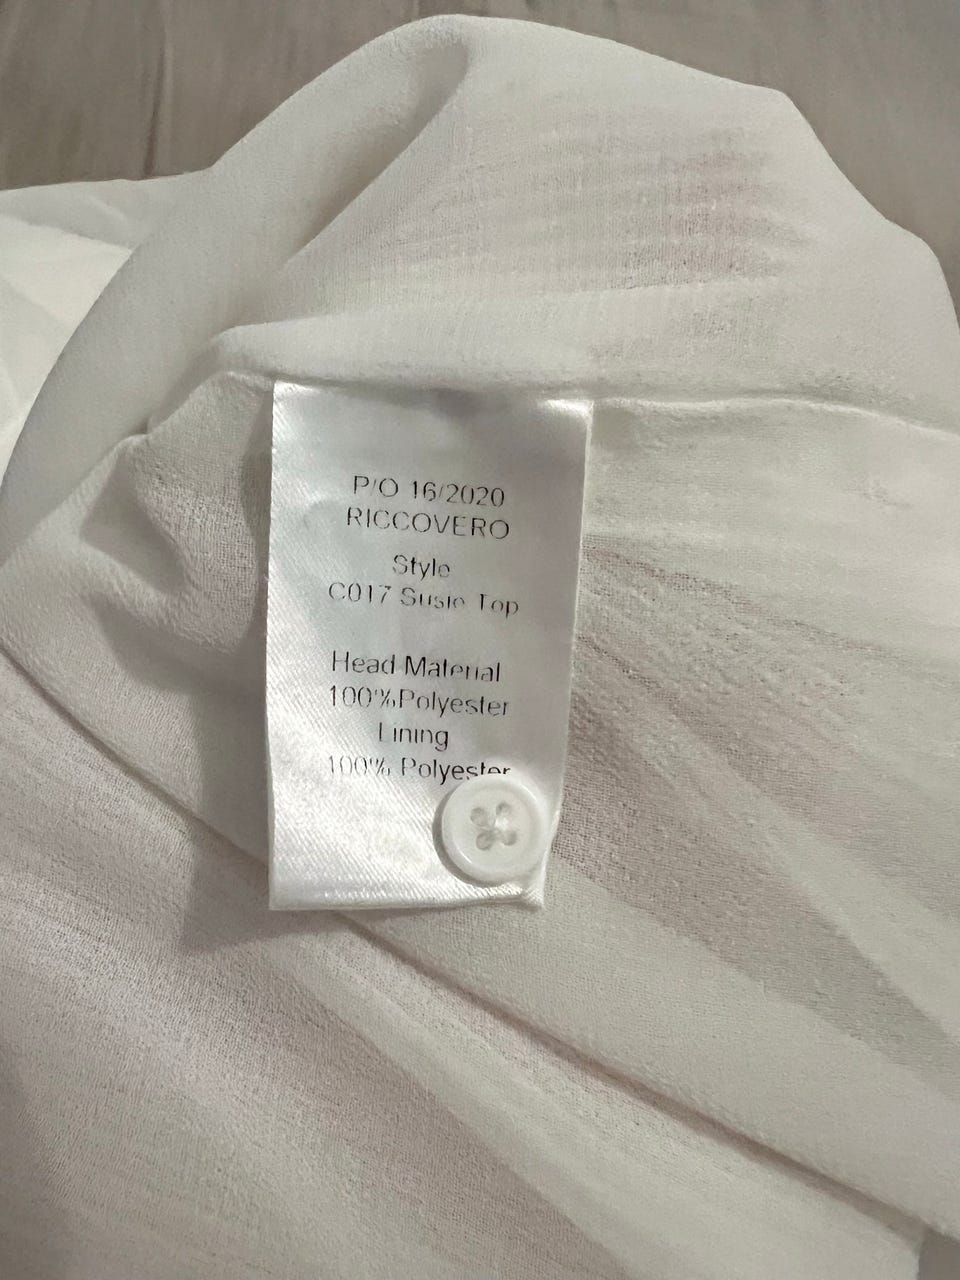 P/O 16/2020
RICCOVERO
Style
C017 Susie Top
Head Material
100%Polyester
Lining
100% Polyester